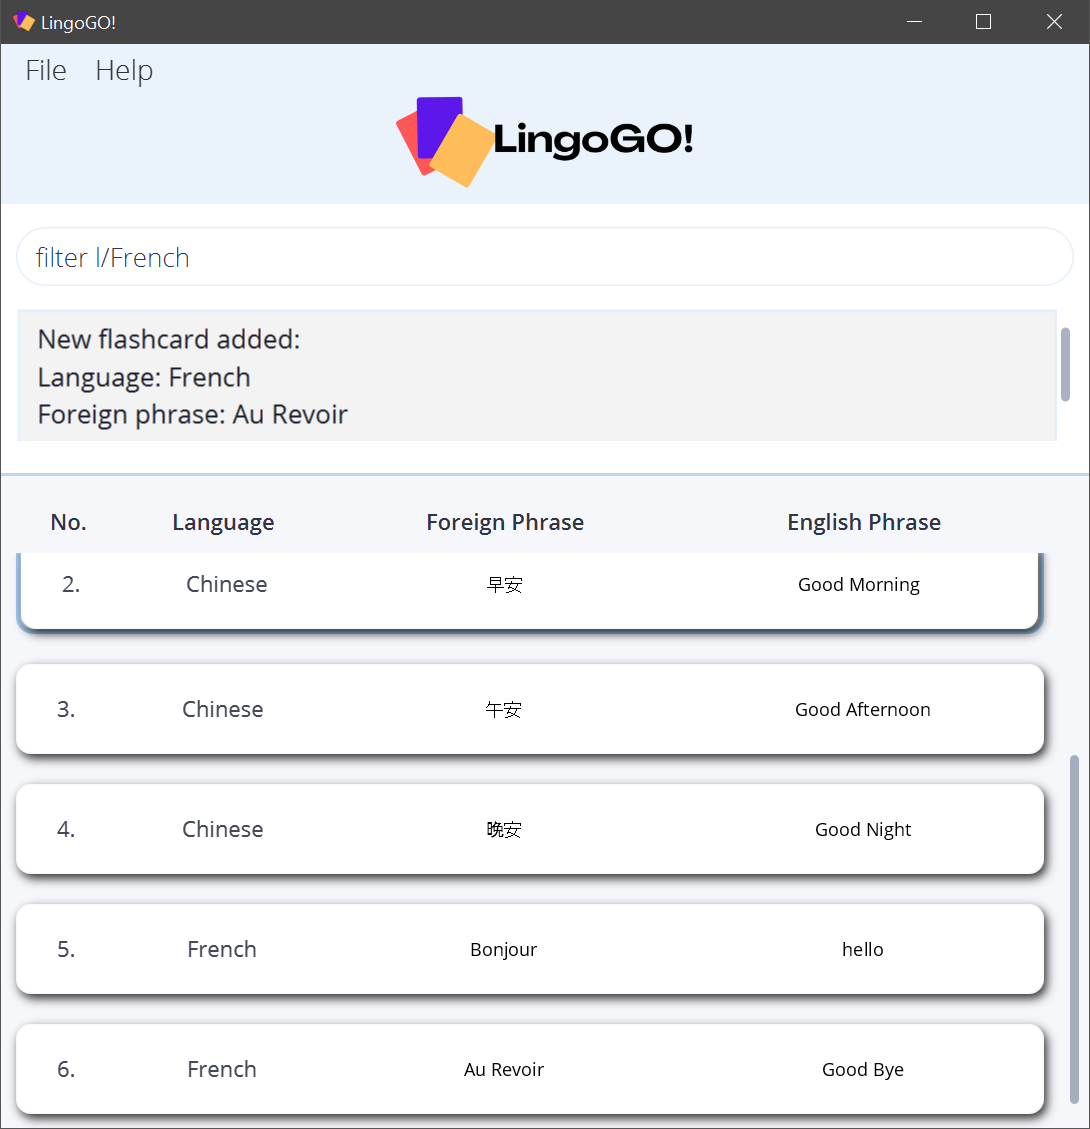 LingoGO!
File Help
LingoGO!
filter l/French
New flashcard added:
Language: French
Foreign phrase: Au Revoir
No. Language Foreign Phrase English Phrase
2. Chinese 早安 Good Morning
3. Chinese 午安 Good Afternoon
4. Chinese 晚安 Good Night
5. French Bonjour hello
6. French Au Revoir Good Bye